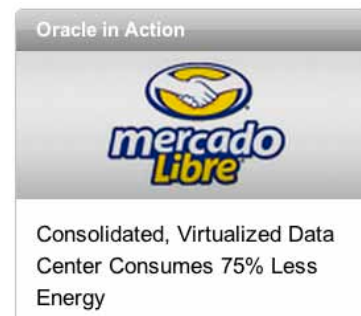 Oracle in Action
mercado
Libre
Consolidated, Virtualized Data
Center Consumes 75% Less
Energy